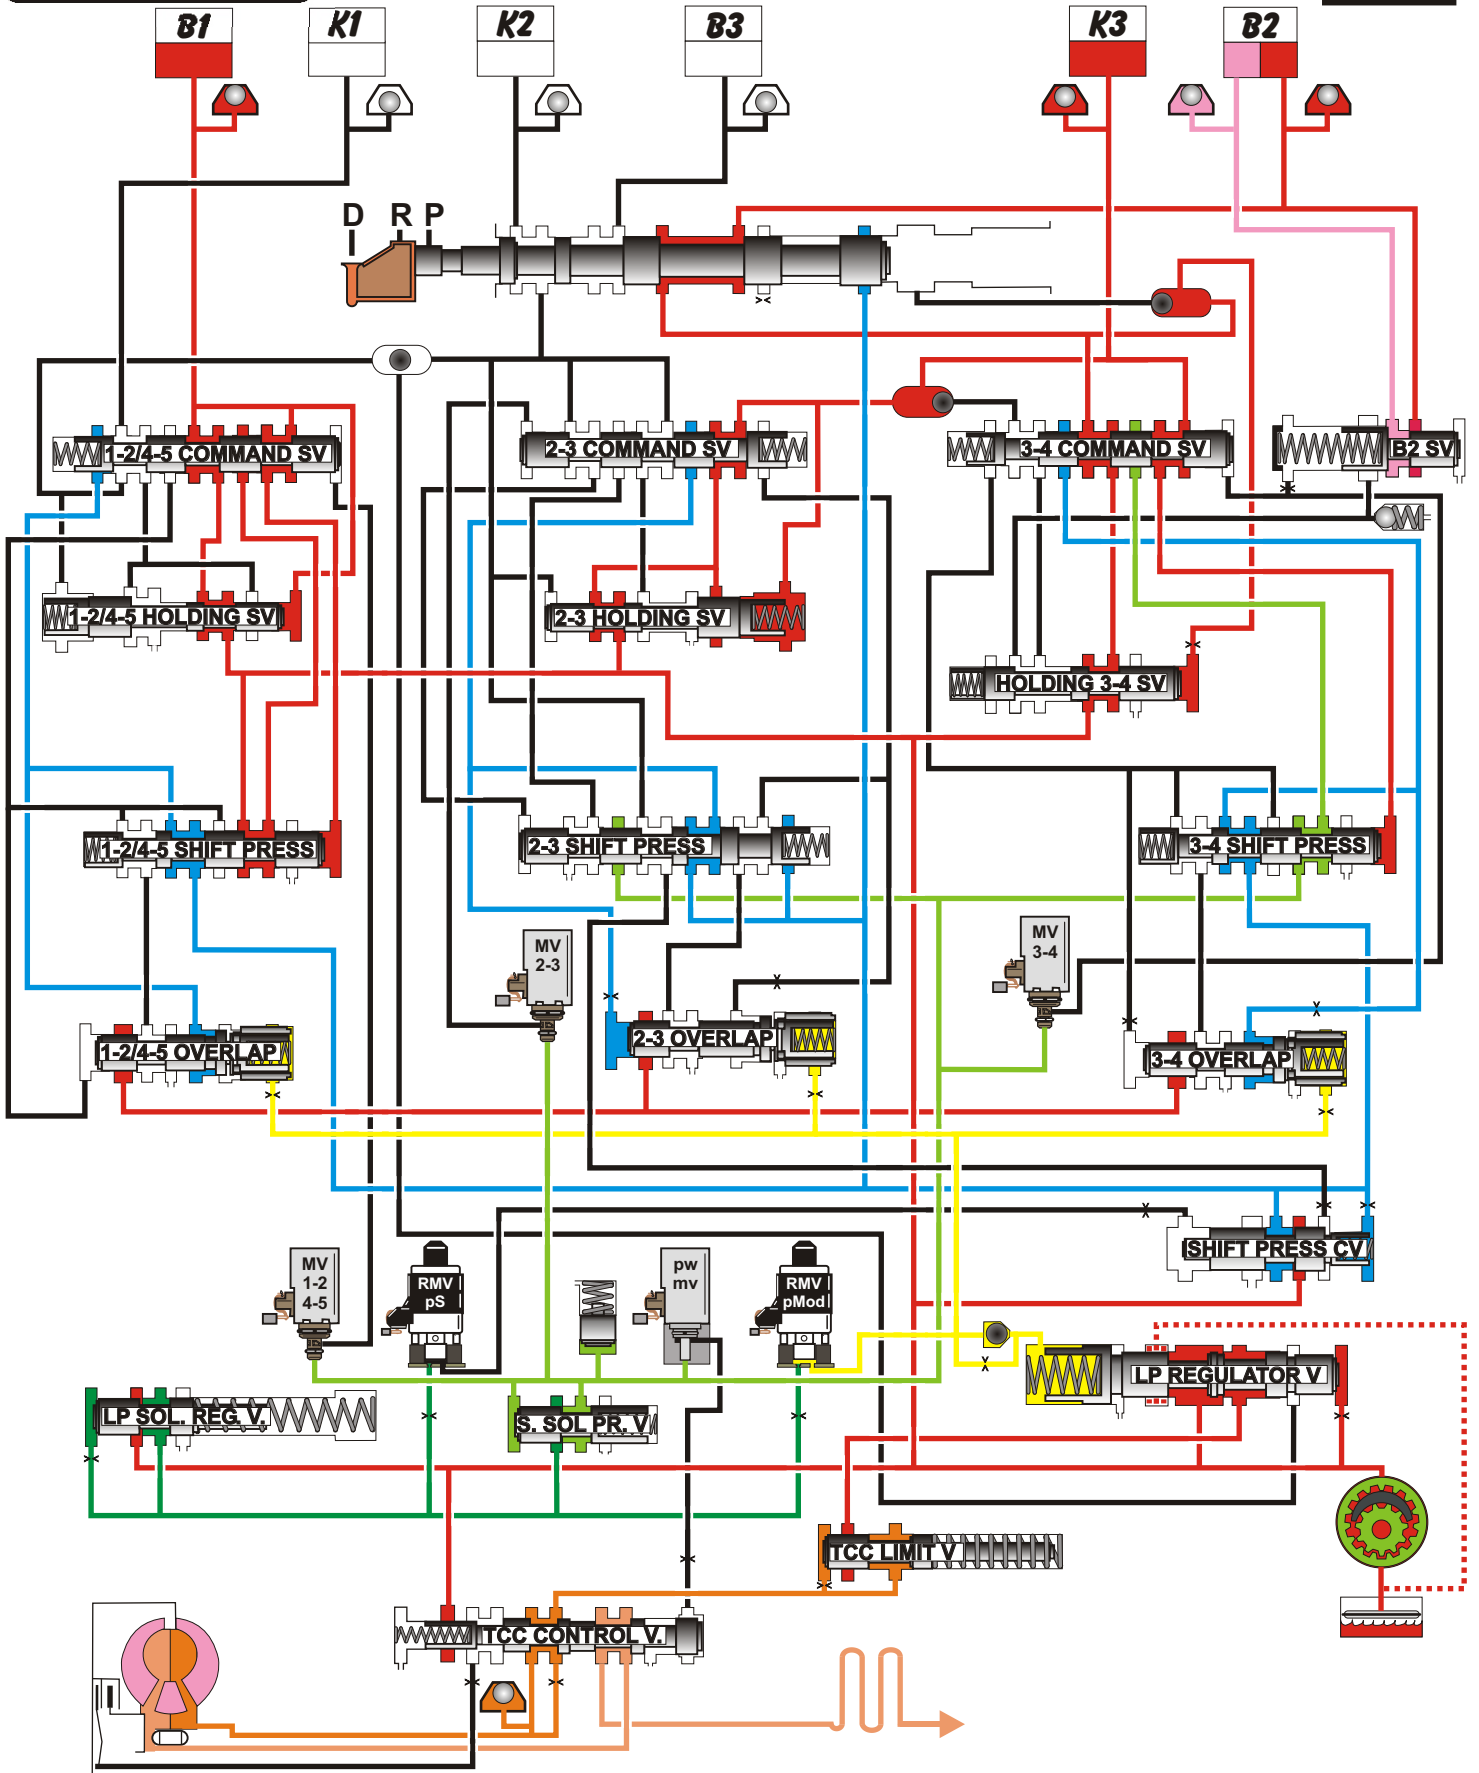 B1
K1
K2
B3
K3
B2
D
R
P
1-2/4-5 COMMAND SV
2-3 COMMAND SV
3-4 COMMAND SV
B2 SV
1-2/4-5 HOLDING SV
2-3 HOLDING SV
HOLDING 3-4 SV
1-2/4-5 SHIFT PRESS
2-3 SHIFT PRESS
3-4 SHIFT PRESS
MV
2-3
MV
3-4
1-2/4-5 OVERLAP
2-3 OVERLAP
3-4 OVERLAP
SHIFT PRESS CV
MV
1-2
4-5
RMV
pS
pw
mv
RMV
pMod
LP REGULATOR V
LP SOL. REG. V.
S. SOL PR. V
TCC LIMIT V
TCC CONTROL V.